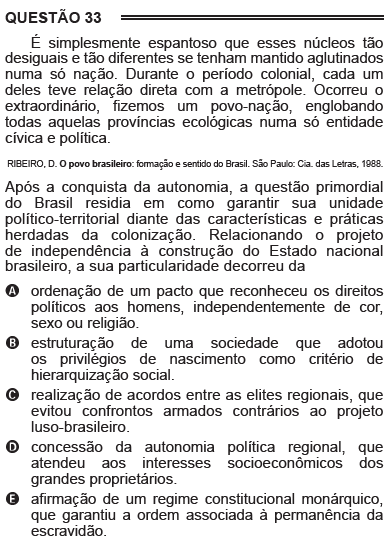 QUESTÃO 33
É simplesmente espantoso que esses núcleos tão
desiguais e tão diferentes se tenham mantido aglutinados
numa só nação. Durante o período colonial, cada um
deles teve relação direta com a metrópole. Ocorreu o
extraordinário, fizemos um povo-nação, englobando
todas aquelas províncias ecológicas numa só entidade
cívica e política.
RIBEIRO, D. O povo brasileiro: formação e sentido do Brasil. São Paulo: Cia. das Letras, 1988.
Após a conquista da autonomia, a questão primordial
do Brasil residia em como garantir sua unidade
político-territorial diante das características e práticas
herdadas da colonização. Relacionando o projeto
de independência à construção do Estado nacional
brasileiro, a sua particularidade decorreu da
A ordenação de um pacto que reconheceu os direitos
políticos aos homens, independentemente de cor,
sexo ou religião.
B estruturação de uma sociedade que adotou
os privilégios de nascimento como critério de
hierarquização social.
C realização de acordos entre as elites regionais, que
evitou confrontos armados contrários ao projeto
luso-brasileiro.
D concessão da autonomia política regional, que
atendeu aos interesses socioeconômicos dos
grandes proprietários.
E afirmação de um regime constitucional monárquico,
que garantiu a ordem associada à permanência da
escravidão.